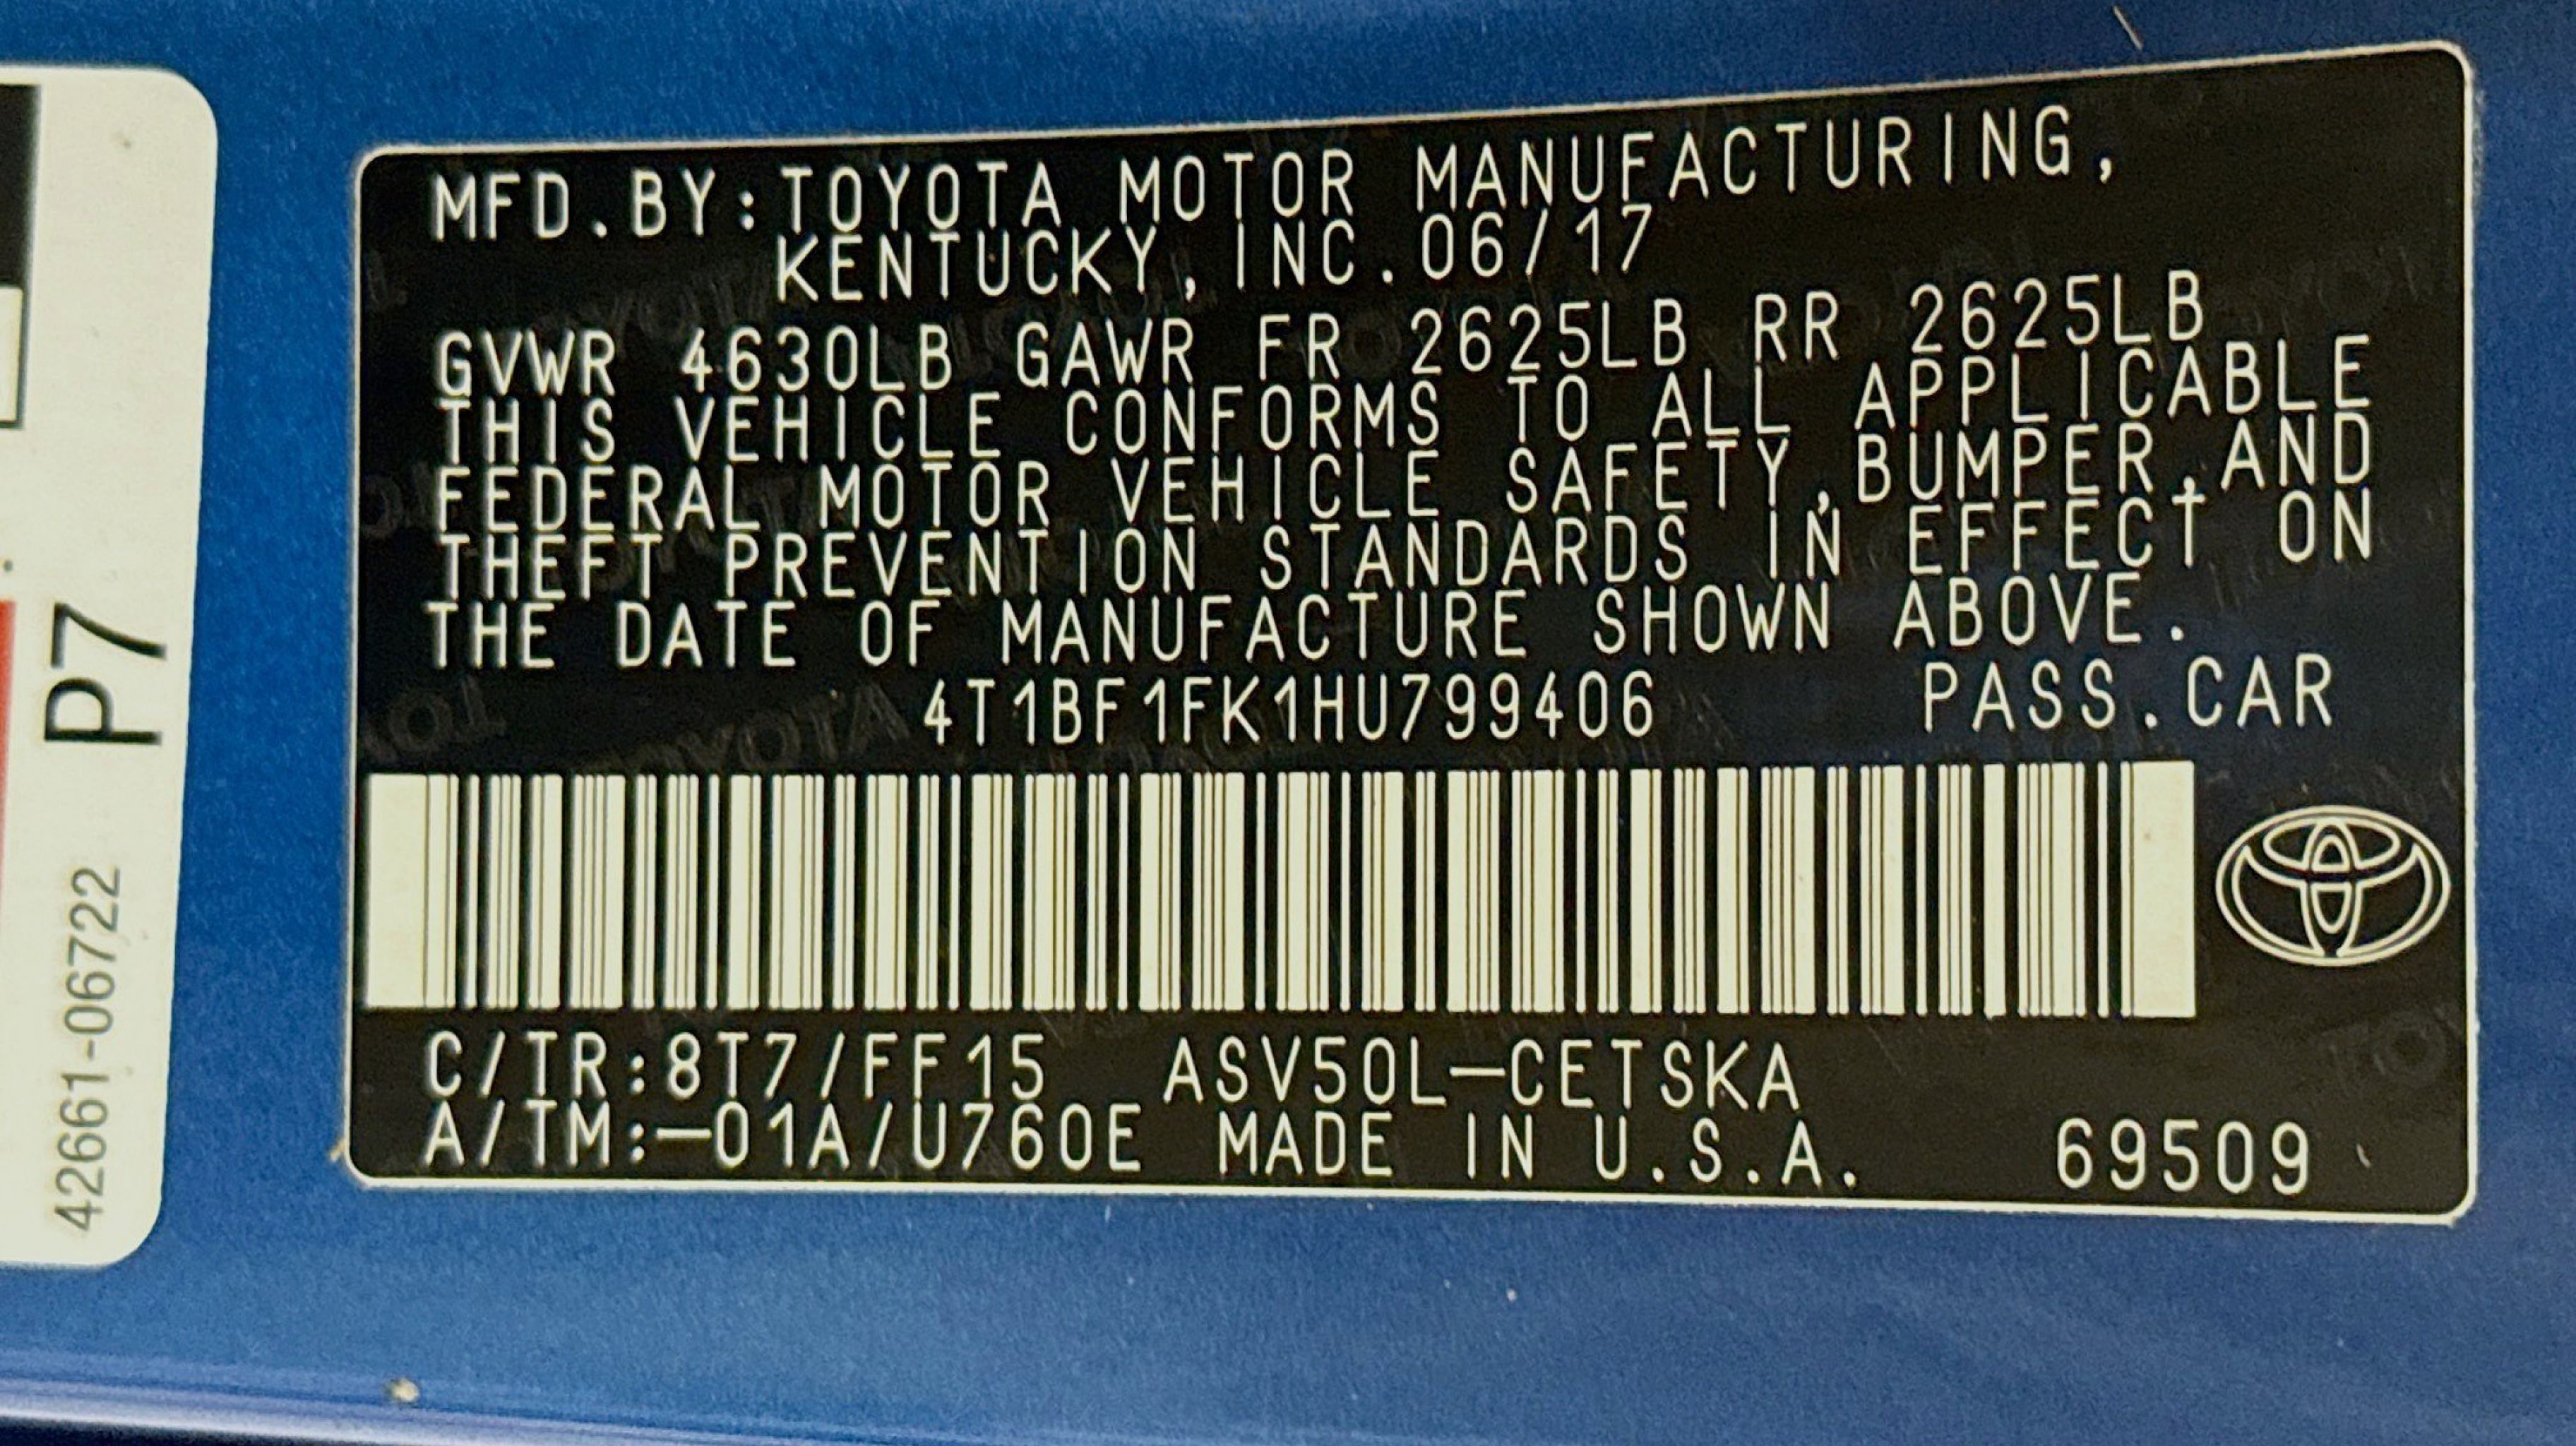 MFD.BY:TOYOTA MOTOR MANUFACTURING,
KENTUCKY,INC.06/17
GVWR 4630LB GAWR FR 2625LB RR 2625LB
THIS VEHICLE CONFORMS TO ALL APPLICABLE
FEDERAL MOTOR VEHICLE SAFETY,BUMPER,AND
THEFT PREVENTION STANDARDS IN EFFECT ON
THE DATE OF MANUFACTURE SHOWN ABOVE.
4T1BF1FK1HU799406 PASS.CAR
C/TR:8T7/FF15 ASV50L-CETSKA
A/TM:-01A/U760E MADE IN U.S.A. 69509
P7
42661-06722